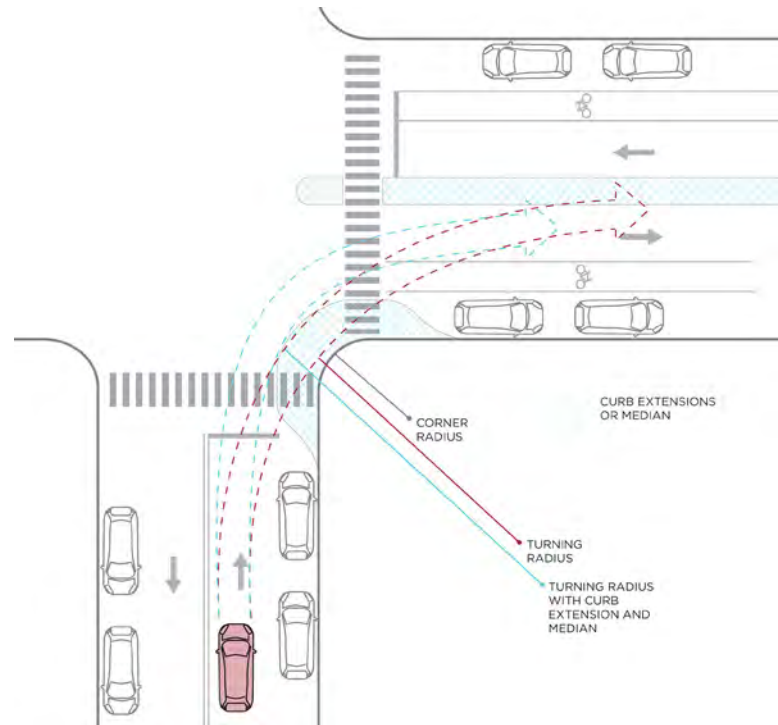 CURB EXTENSIONS
OR MEDIAN
CORNER
RADIUS
TURNING
RADIUS
TURNING RADIUS
WITH CURB
EXTENSION AND
MEDIAN